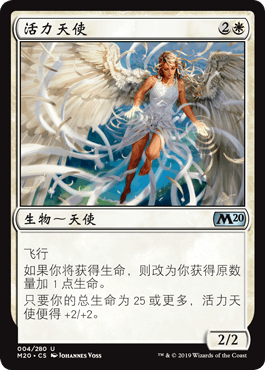 活力天使 2
生物～天使 M20
飞行
如果你将获得生命，则改为你获得原数
量加 1 点生命。
只要你的总生命为 25 或更多，活力天
使便得 +2/+2。
2/2
004/280 U
M20 • CS Johannes Voss
™ & © 2019 Wizards of the Coast